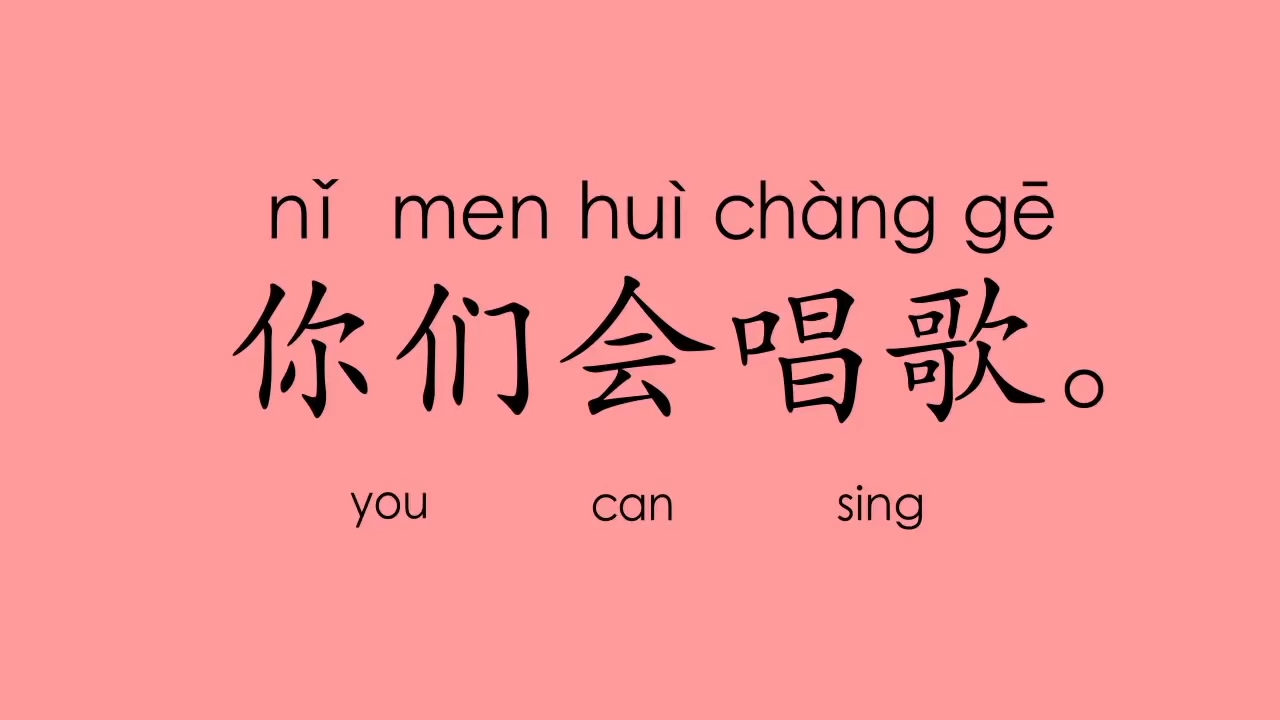 nǐ men huì chàng gē
你们会唱歌。
you can sing